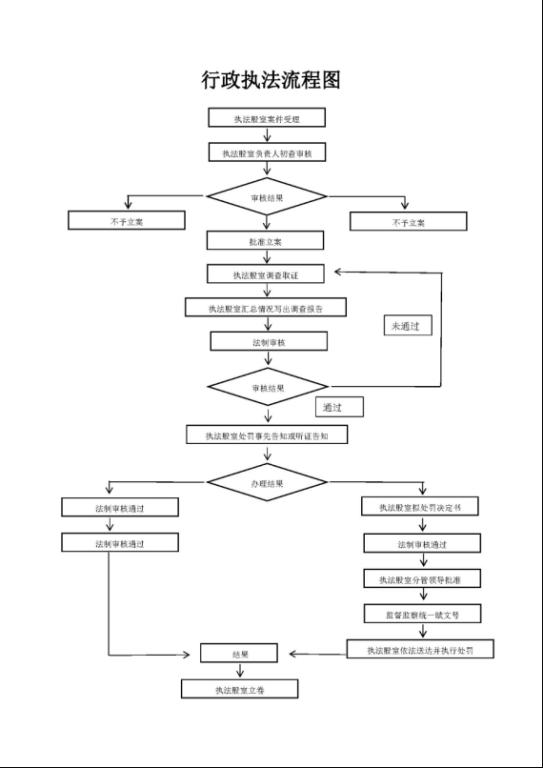 行政执法流程图
执法股室案件受理
执法股室负责人初查审核
审核结果
不予立案
不予立案
批准立案
执法股室调查取证
执法股室汇总情况写出调查报告
未通过
法制审核
审核结果
通过
执法股室处罚事先告知或听证告知
办理结果
法制审核通过
执法股室拟处罚决定书
法制审核通过
法制审核通过
执法股室分管领导批准
监督监察统一赋文号
结果
执法股室依法送达并执行处罚
执法股室立卷